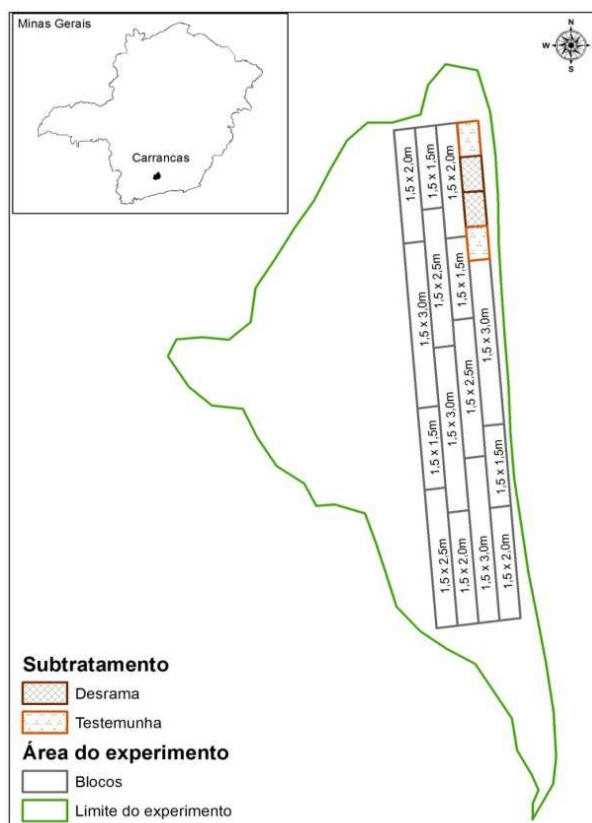 Minas Gerais
Carrancas
N
W
E
S
1,5 x 2,0m
1,5 x 3,0m
1,5 x 1,5m
1,5 x 2,5m
1,5 x 1,5m
1,5 x 2,5m
1,5 x 3,0m
1,5 x 2,0m
1,5 x 2,0m
1,5 x 1,5m
1,5 x 2,5m
1,5 x 3,0m
1,5 x 3,0m
1,5 x 1,5m
1,5 x 2,0m
Subtratamento
Desrama
Testemunha
Área do experimento
Blocos
Limite do experimento